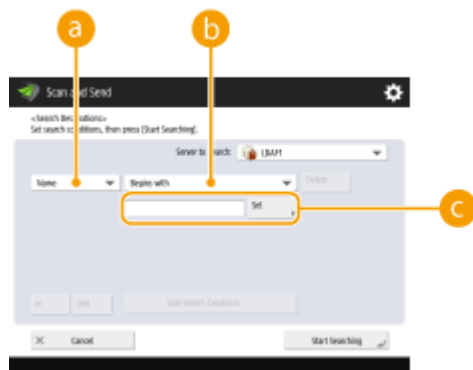 a
b
Scan and Send
<Search Destinations>
Set search conditions, then press [Start Searching].
Server to Search:
Name
Begins with
Delete
Set
c
or
and
Add Search Condition
Cancel
Start Searching